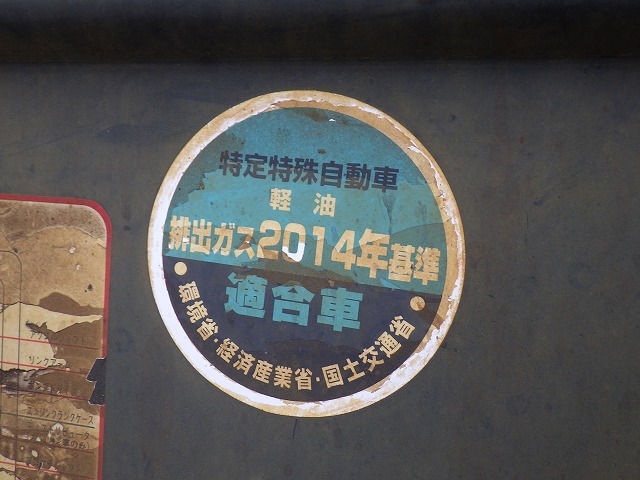 特定特殊自動車
軽油
排出ガス2014年基準
適合車
環境省・経済産業省・国土交通省